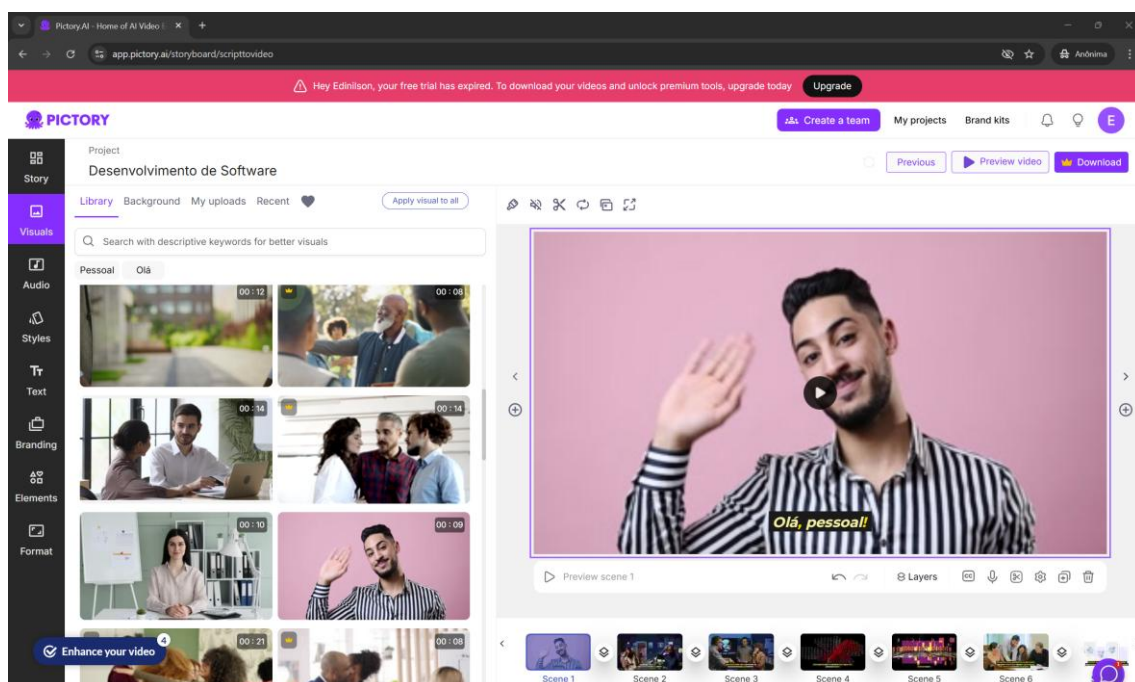 Pictory.AI - Home of AI Video E
app.pictory.ai/storyboard/scripttovideo
Anônima
Hey Edinilson, your free trial has expired. To download your videos and unlock premium tools, upgrade today
Upgrade
PICTORY
Create a team
My projects
Brand kits
E
Project
Desenvolvimento de Software
Previous
Preview video
Download
Story
Visuals
Audio
Styles
Text
Branding
Elements
Format
Library
Background
My uploads
Recent
Apply visual to all
Search with descriptive keywords for better visuals
Pessoal
Olá
00:12
00:08
00:14
00:14
00:10
00:09
00:21
00:08
4
Enhance your video
Olá, pessoal!
Preview scene 1
Layers
CC
Scene 1
Scene 2
Scene 3
Scene 4
Scene 5
Scene 6